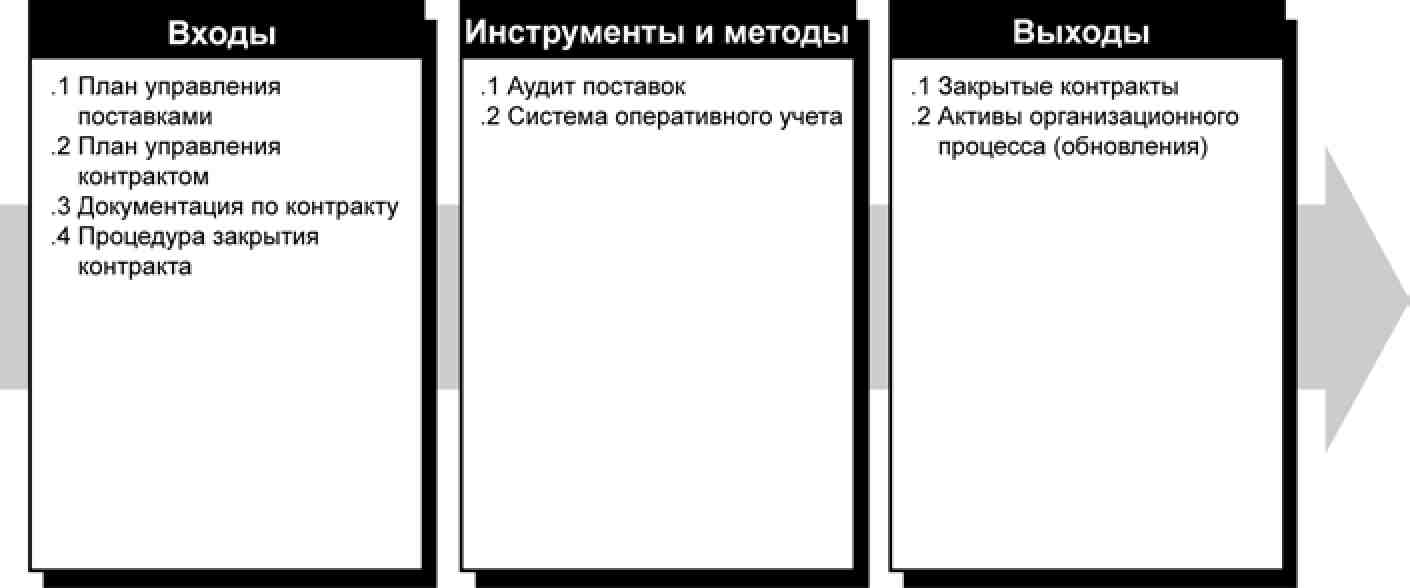 Входы
.1 План управления
поставками
.2 План управления
контрактом
.3 Документация по контракту
.4 Процедура закрытия
контракта
Инструменты и методы
.1 Аудит поставок
.2 Система оперативного учета
Выходы
.1 Закрытые контракты
.2 Активы организационного
процесса (обновления)